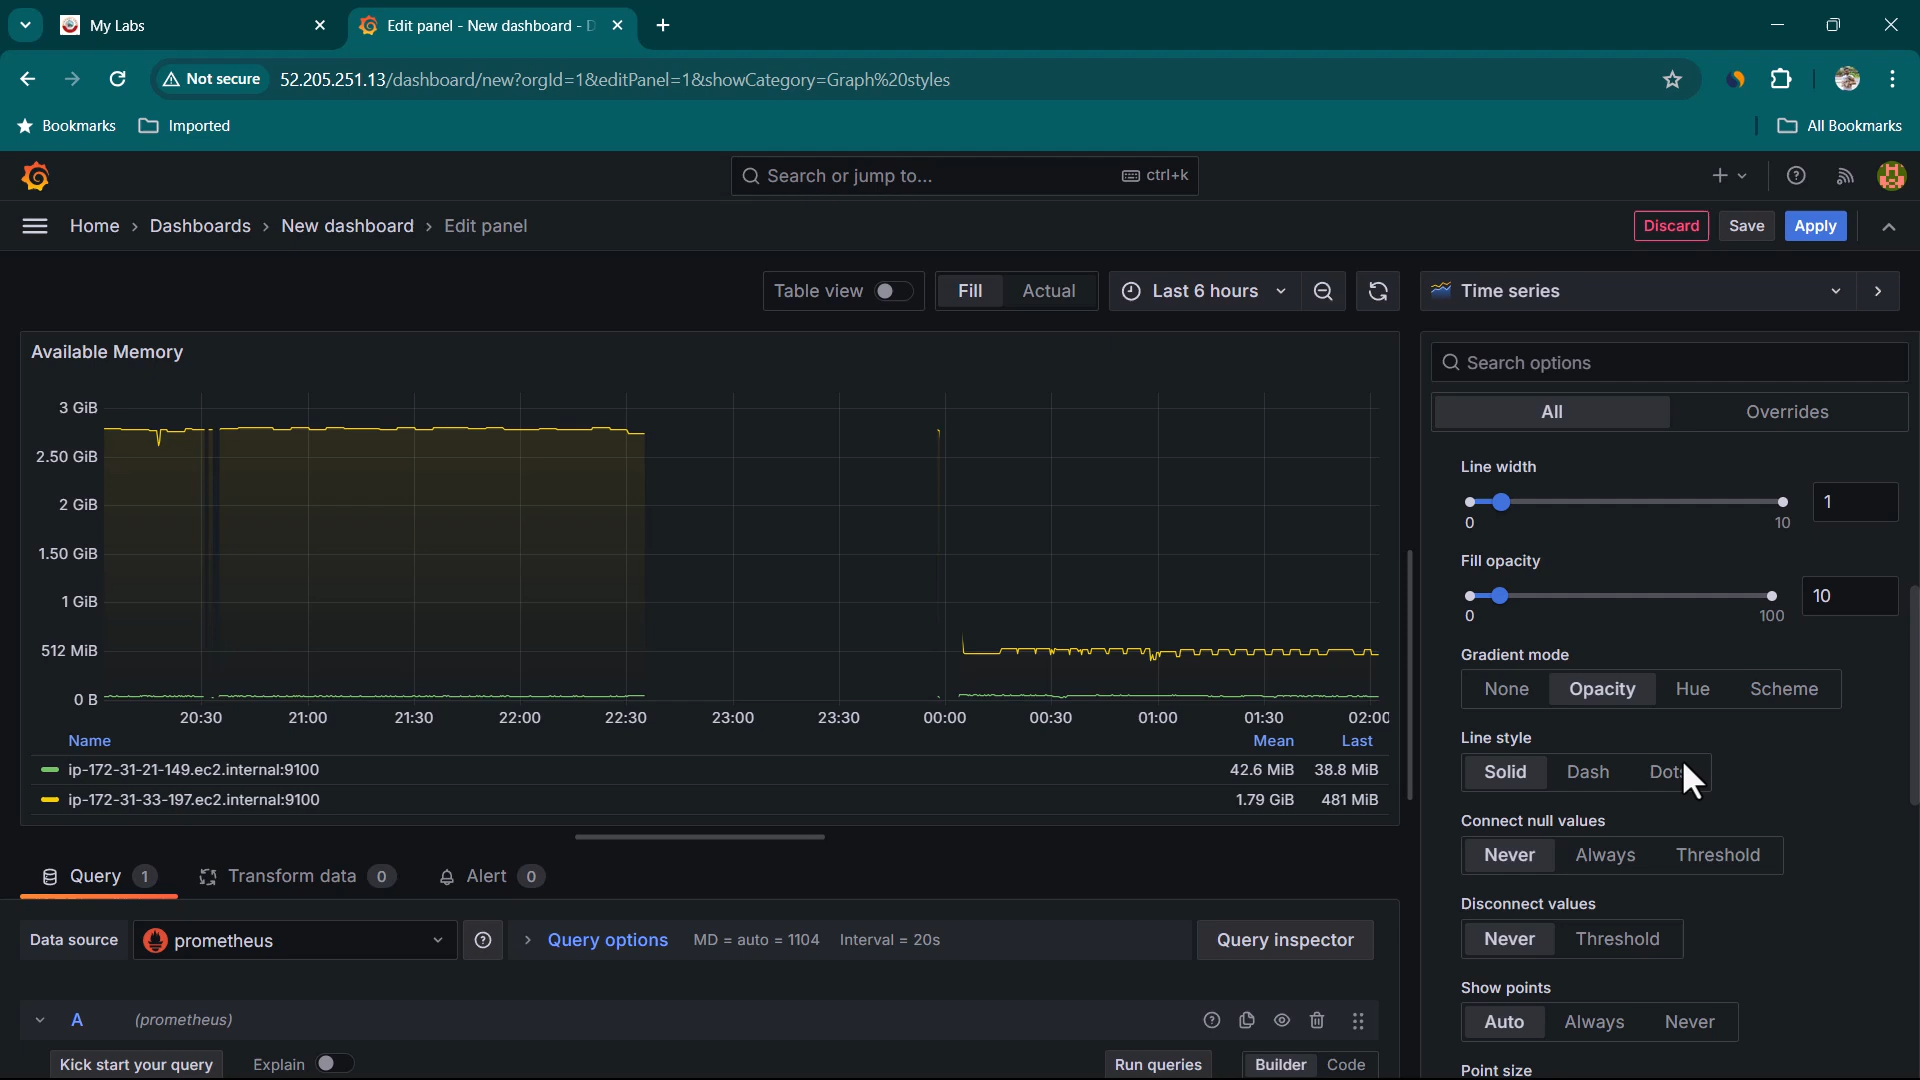 My Labs
Edit panel - New dashboard - D
Not secure
52.205.251.13/dashboard/new?orgId=1&editPanel=1&showCategory=Graph%20styles
Bookmarks
Imported
All Bookmarks
Search or jump to...
ctrl+k
Home › Dashboards › New dashboard › Edit panel
Discard
Save
Apply
Table view
Fill
Actual
Last 6 hours
Time series
Available Memory
Search options
All
Overrides
3 GiB
2.50 GiB
2 GiB
1.50 GiB
1 GiB
512 MiB
0 B
20:30
21:00
21:30
22:00
22:30
23:00
23:30
00:00
00:30
01:00
01:30
02:00
Name
Mean
Last
ip-172-31-21-149.ec2.internal:9100
42.6 MiB
38.8 MiB
ip-172-31-33-197.ec2.internal:9100
1.79 GiB
481 MiB
Line width
1
0
10
Fill opacity
10
0
100
Gradient mode
None
Opacity
Hue
Scheme
Line style
Solid
Dash
Connect null values
Never
Always
Threshold
Disconnect values
Never
Threshold
Show points
Auto
Always
Never
Point size
Query
1
Transform data
0
Alert
0
Data source
prometheus
Query options
MD = auto = 1104
Interval = 20s
Query inspector
A
(prometheus)
Kick start your query
Explain
Run queries
Builder
Code